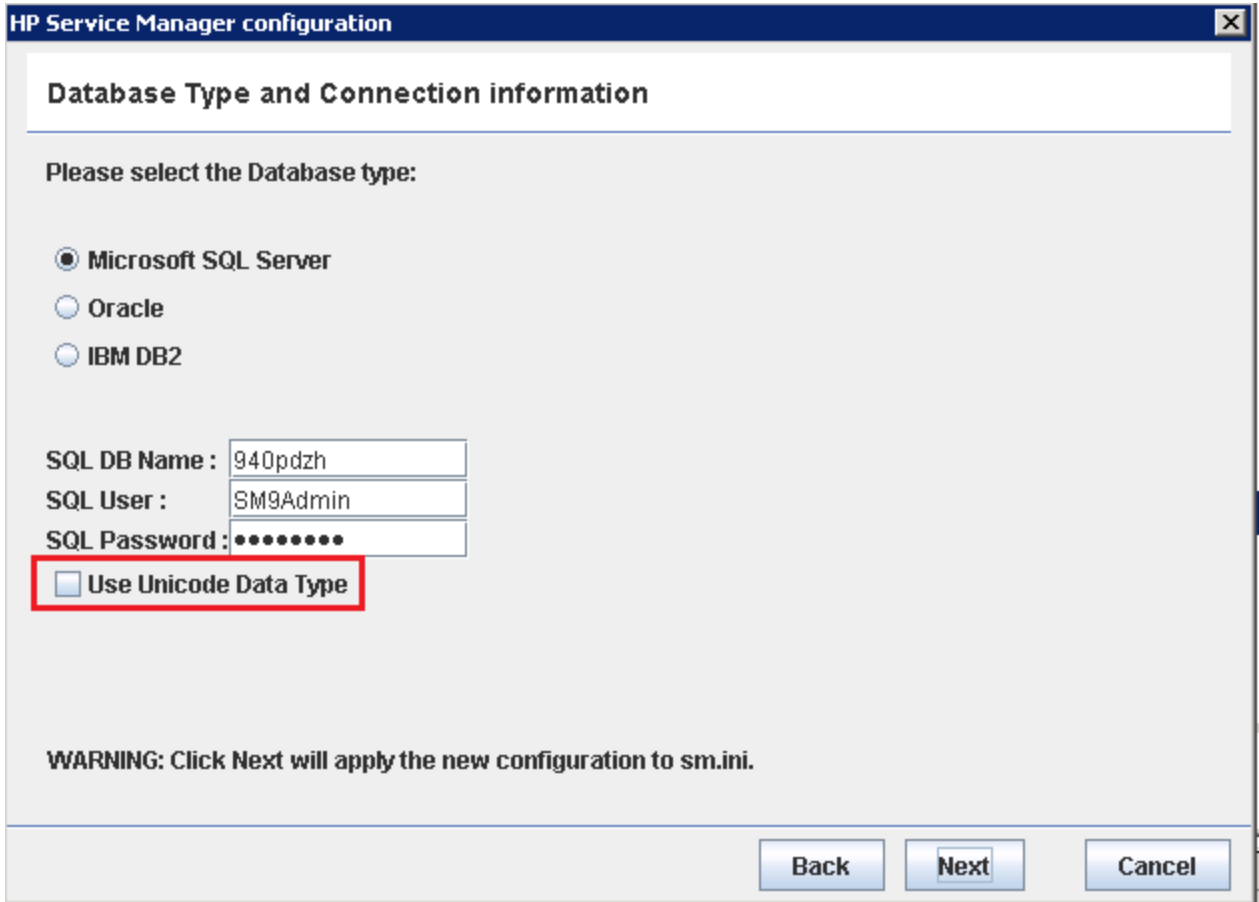 HP Service Manager configuration
Database Type and Connection information
Please select the Database type:
Microsoft SQL Server
Oracle
IBM DB2
SQL DB Name : 940pdzh
SQL User : SM9Admin
SQL Password : ••••••••
Use Unicode Data Type
WARNING: Click Next will apply the new configuration to sm.ini.
Back Next Cancel